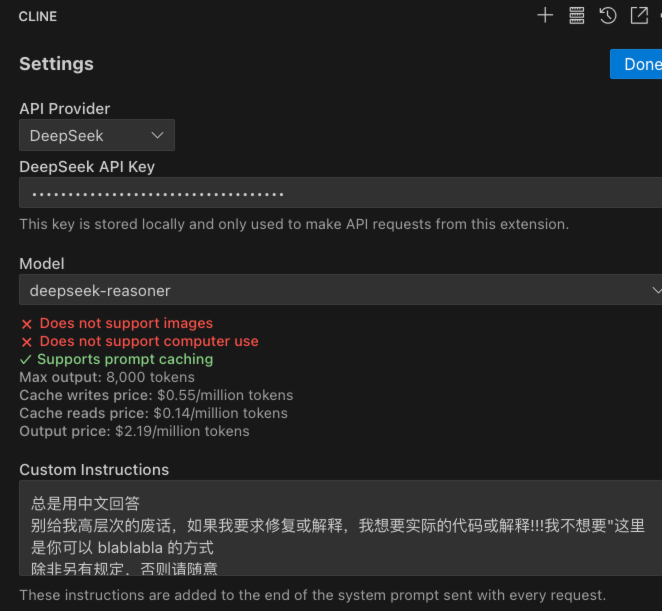 CLINE
Settings
Done
API Provider
DeepSeek
DeepSeek API Key
••••••••••••••••••••••••••••••••••••
This key is stored locally and only used to make API requests from this extension.
Model
deepseek-reasoner
✕ Does not support images
✕ Does not support computer use
✓ Supports prompt caching
Max output: 8,000 tokens
Cache writes price: $0.55/million tokens
Cache reads price: $0.14/million tokens
Output price: $2.19/million tokens
Custom Instructions
总是用中文回答
别给我高层次的废话，如果我要求修复或解释，我想要实际的代码或解释!!!我不想要"这里
是你可以 blablabla 的方式
除非另有规定，否则请随意
These instructions are added to the end of the system prompt sent with every request.